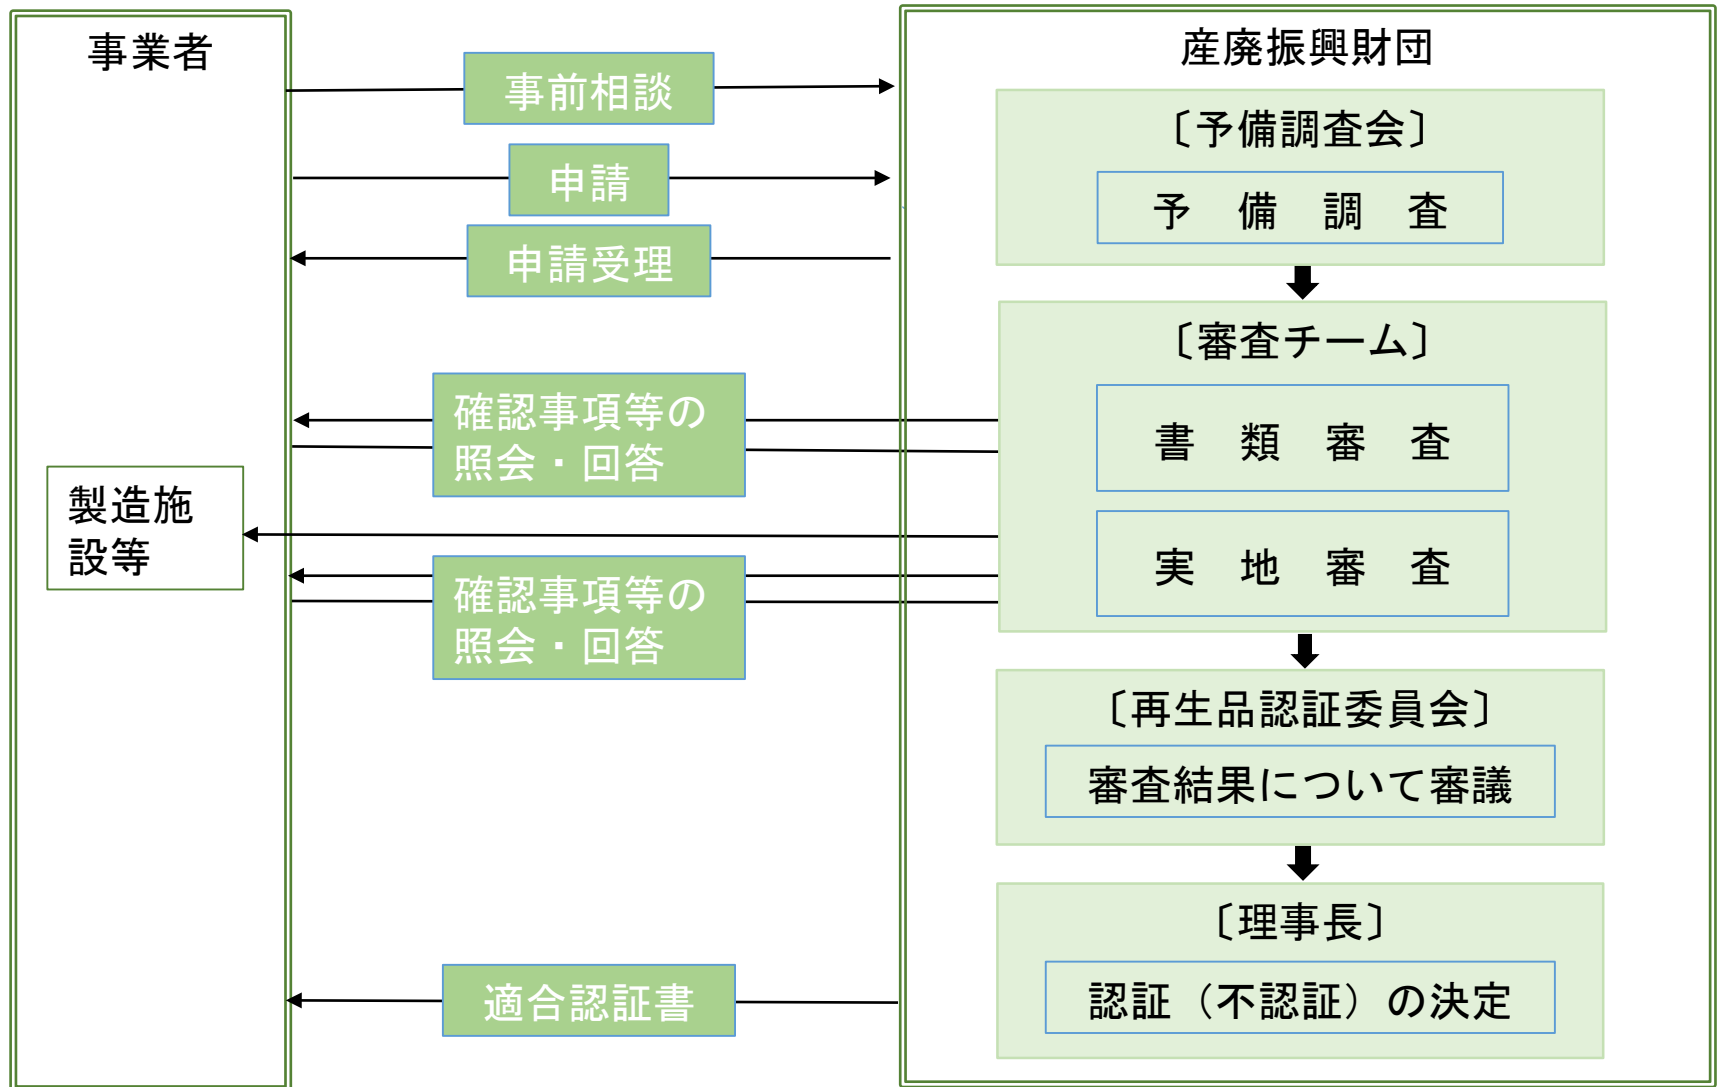 事業者
産廃振興財団
事前相談
〔予備調査会〕
予　備　調　査
申請
申請受理
〔審査チーム〕
確認事項等の
照会・回答
書　類　審　査
製造施
設等
実　地　審　査
確認事項等の
照会・回答
〔再生品認証委員会〕
審査結果について審議
〔理事長〕
適合認証書
認証（不認証）の決定